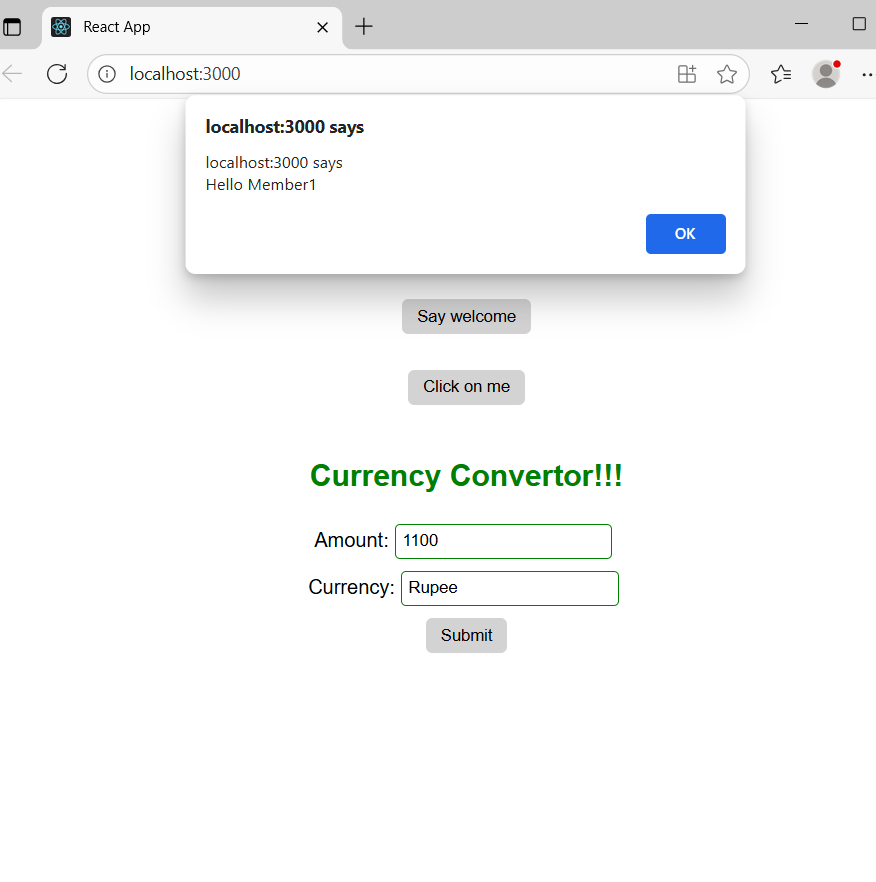 React App
localhost:3000
localhost:3000 says
localhost:3000 says
Hello Member1
OK
Say welcome
Click on me
Currency Convertor!!!
Amount: 1100
Currency: Rupee
Submit